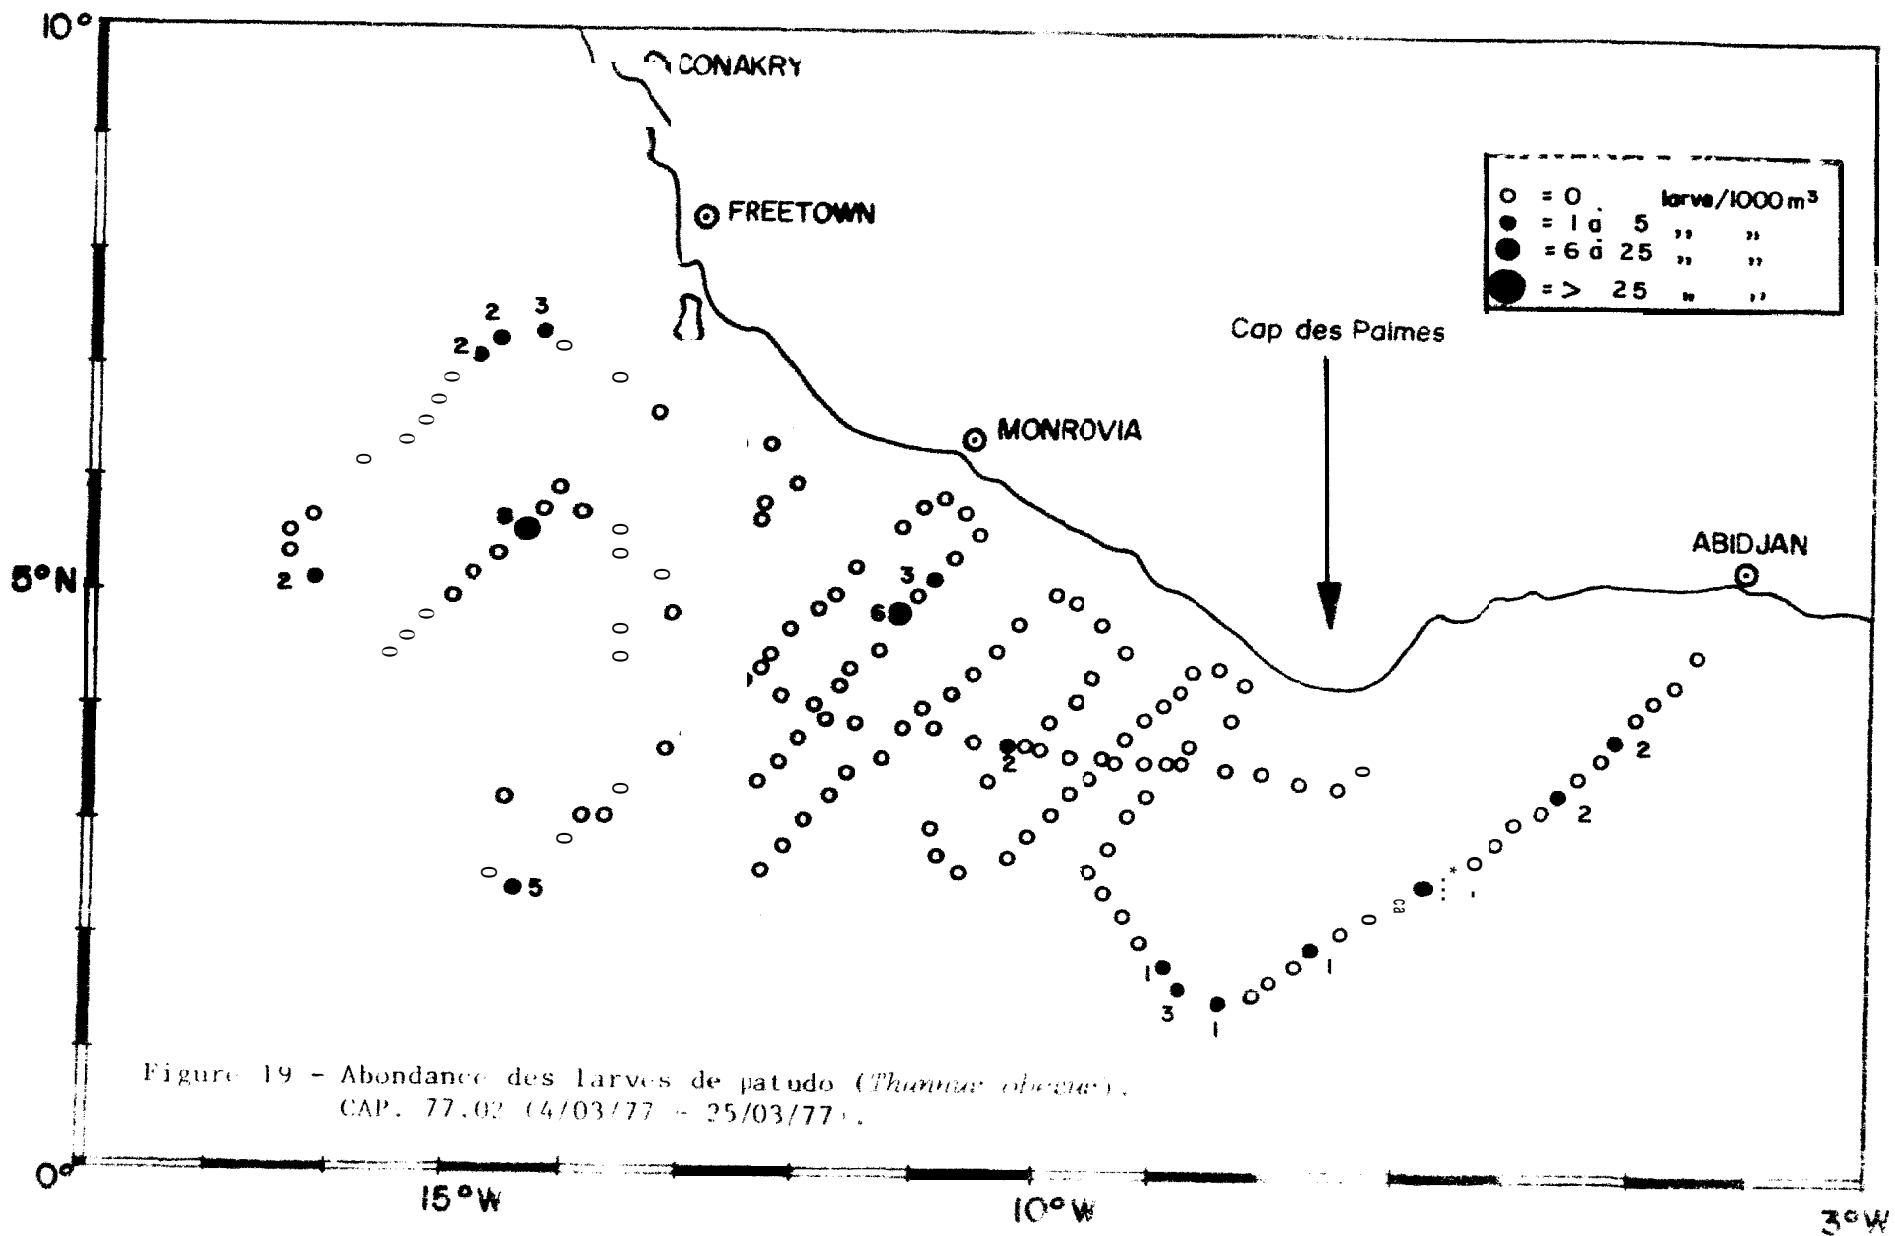 10°
CONAKRY
FREETOWN
= 0 larve/1000 m³
= 1 à 5 ,, ,,
= 6 à 25 ,, ,,
= > 25 ,, ,,
Cap des Palmes
2 3
2
MONROVIA
ABIDJAN
5°N
2
3
6
2
2
2
5
1
1
3
1
Figure 19 - Abondance des larves de patudo (Thunnus obesus).
CAP. 77.02 (4/03/77 - 25/03/77).
0°
15°W
10°W
3°W